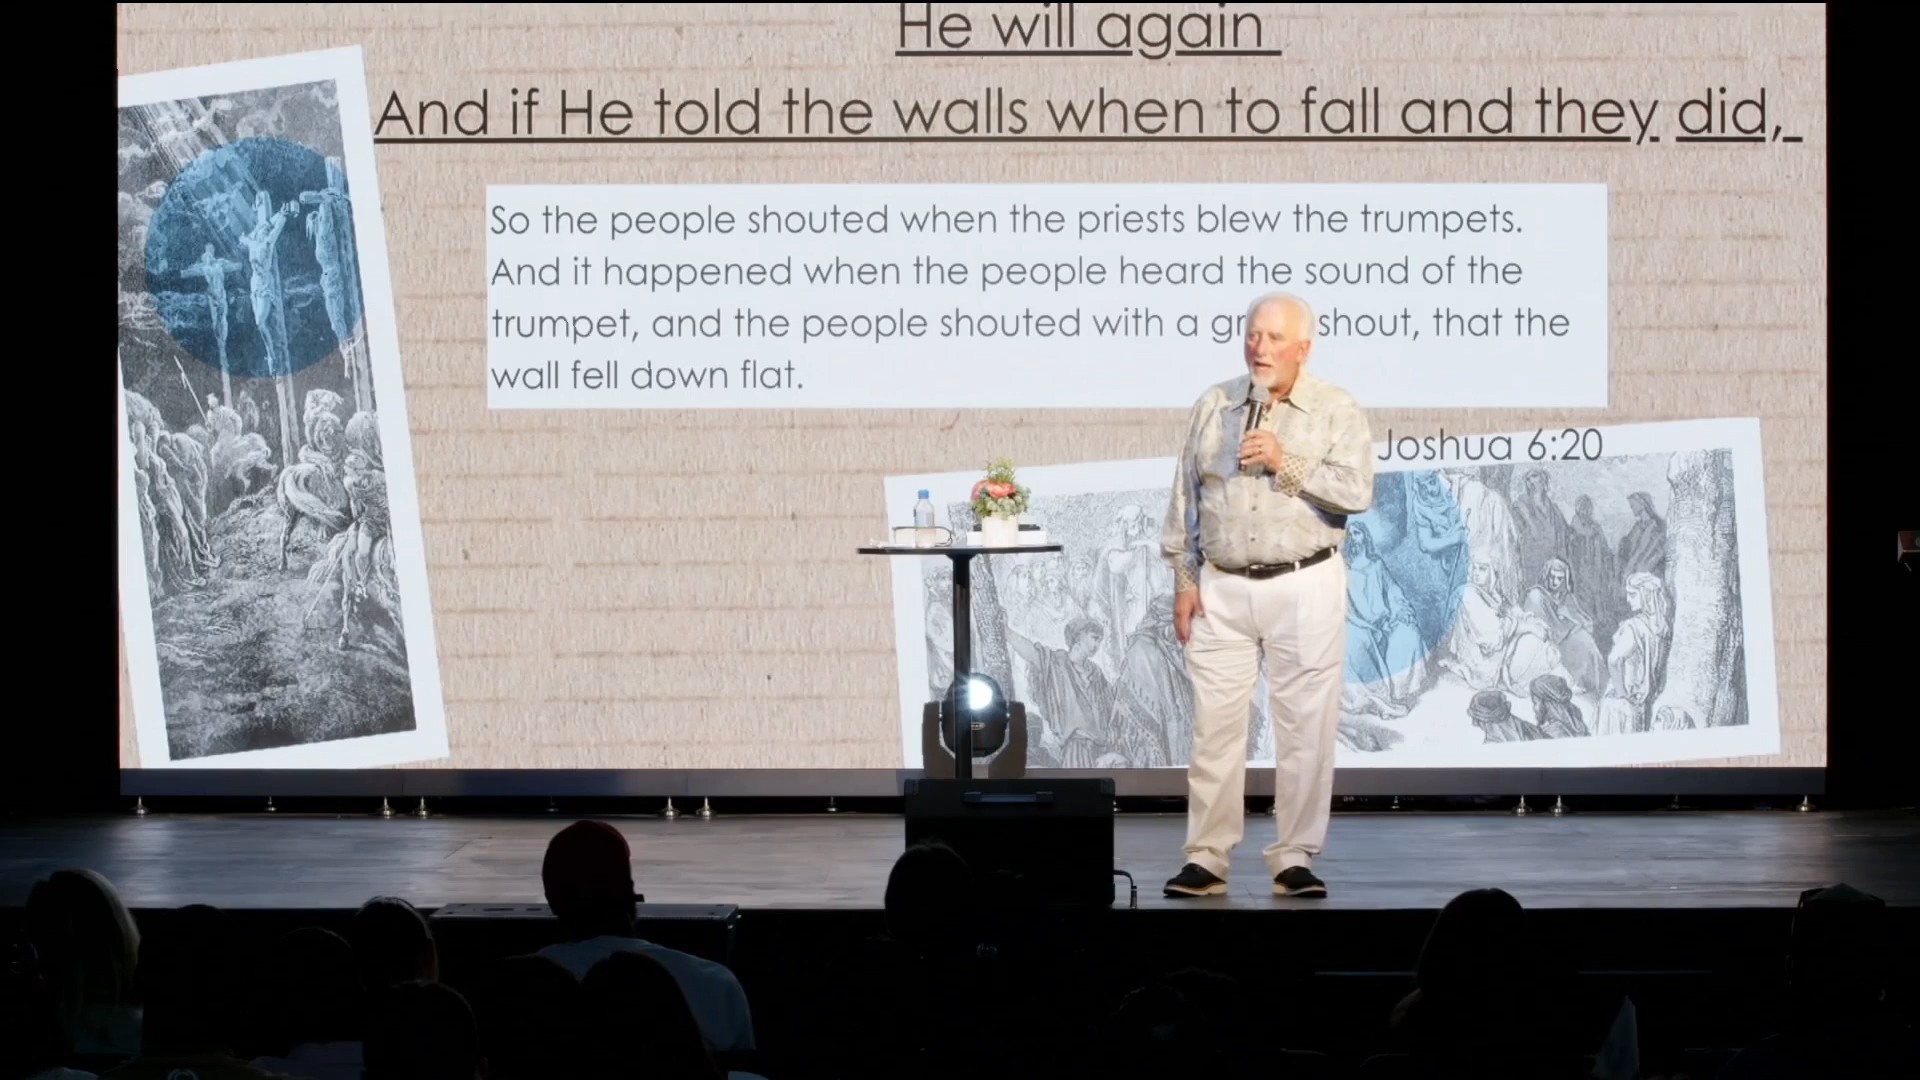 He will again
And if He told the walls when to fall and they did,
So the people shouted when the priests blew the trumpets.
And it happened when the people heard the sound of the
trumpet, and the people shouted with a shout, that the
wall fell down flat.
Joshua 6:20